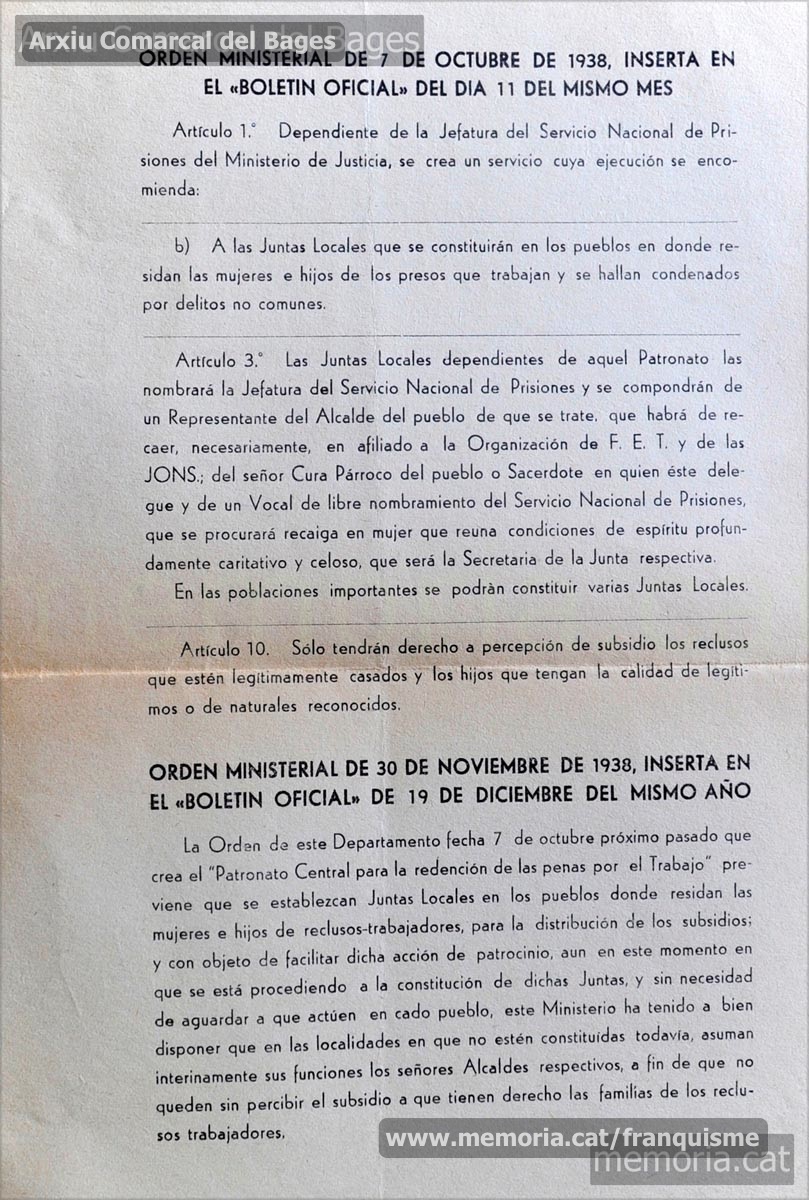 Arxiu Comarcal del Bages
ORDEN MINISTERIAL DE 7 DE OCTUBRE DE 1938, INSERTA EN
EL «BOLETIN OFICIAL» DEL DIA 11 DEL MISMO MES
Artículo 1.° Dependiente de la Jefatura del Servicio Nacional de Pri-
siones del Ministerio de Justicia, se crea un servicio cuya ejecución se enco-
mienda:
b) A las Juntas Locales que se constituirán en los pueblos en donde re-
sidan las mujeres e hijos de los presos que trabajan y se hallan condenados
por delitos no comunes.
Artículo 3.° Las Juntas Locales dependientes de aquel Patronato las
nombrará la Jefatura del Servicio Nacional de Prisiones y se compondrán de
un Representante del Alcalde del pueblo de que se trate, que habrá de re-
caer, necesariamente, en afiliado a la Organización de F. E. T. y de las
JONS.; del señor Cura Párroco del pueblo o Sacerdote en quien éste dele-
gue y de un Vocal de libre nombramiento del Servicio Nacional de Prisiones,
que se procurará recaiga en mujer que reuna condiciones de espíritu profun-
damente caritativo y celoso, que será la Secretaria de la Junta respectiva.
En las poblaciones importantes se podràn constituir varias Juntas Locales.
Artículo 10. Sólo tendrán derecho a percepción de subsidio los reclusos
que estén legítimamente casados y los hijos que tengan la calidad de legíti-
mos o de naturales reconocidos.
ORDEN MINISTERIAL DE 30 DE NOVIEMBRE DE 1938, INSERTA EN
EL «BOLETIN OFICIAL» DE 19 DE DICIEMBRE DEL MISMO AÑO
La Orden de este Departamento fecha 7 de octubre próximo pasado que
crea el "Patronato Central para la redención de las penas por el Trabajo" pre-
viene que se establezcan Juntas Locales en los pueblos donde residan las
mujeres e hijos de reclusos-trabajadores, para la distribución de los subsidios;
y con objeto de facilitar dicha acción de patrocinio, aun en este momento en
que se está procediendo a la constitución de dichas Juntas, y sin necesidad
de aguardar a que actúen en cado pueblo, este Ministerio ha tenido a bien
disponer que en las localidades en que no estén constituídas todavía, asuman
interinamente sus funciones los señores Alcaldes respectivos, a fin de que no
queden sin percibir el subsidio a que tienen derecho las familias de los reclu-
sos trabajadores.
www.memoria.cat/franquisme
memoria.cat